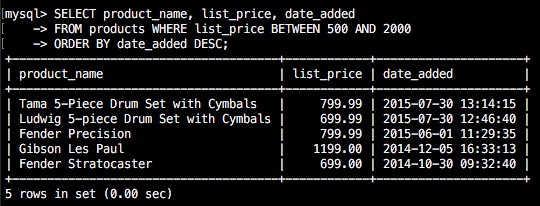 mysql> SELECT product_name, list_price, date_added
    -> FROM products WHERE list_price BETWEEN 500 AND 2000
    -> ORDER BY date_added DESC;
+------------------------------------+------------+---------------------+
| product_name                       | list_price | date_added          |
+------------------------------------+------------+---------------------+
| Tama 5-Piece Drum Set with Cymbals |     799.99 | 2015-07-30 13:14:15 |
| Ludwig 5-piece Drum Set with Cymbals |     699.99 | 2015-07-30 12:46:40 |
| Fender Precision                   |     799.99 | 2015-06-01 11:29:35 |
| Gibson Les Paul                    |    1199.00 | 2014-12-05 16:33:13 |
| Fender Stratocaster                |     699.00 | 2014-10-30 09:32:40 |
+------------------------------------+------------+---------------------+
5 rows in set (0.00 sec)